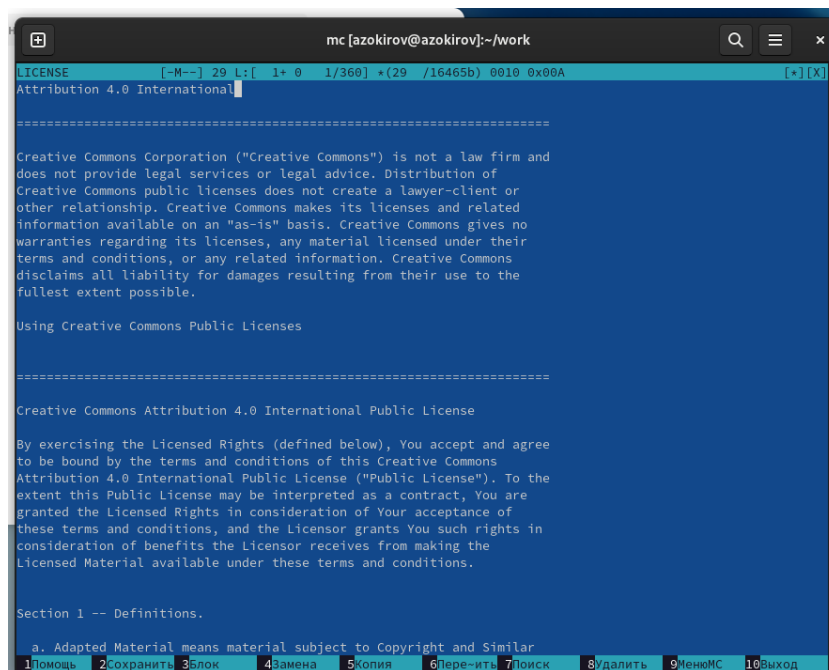 mc [azokirov@azokirov]:~/work
LICENSE [-M--] 29 L:[ 1+ 0 1/360] *(29 /16465b) 0010 0x00A [*][X]
Attribution 4.0 International
=======================================================================
Creative Commons Corporation ("Creative Commons") is not a law firm and
does not provide legal services or legal advice. Distribution of
Creative Commons public licenses does not create a lawyer-client or
other relationship. Creative Commons makes its licenses and related
information available on an "as-is" basis. Creative Commons gives no
warranties regarding its licenses, any material licensed under their
terms and conditions, or any related information. Creative Commons
disclaims all liability for damages resulting from their use to the
fullest extent possible.
Using Creative Commons Public Licenses
=======================================================================
Creative Commons Attribution 4.0 International Public License
By exercising the Licensed Rights (defined below), You accept and agree
to be bound by the terms and conditions of this Creative Commons
Attribution 4.0 International Public License ("Public License"). To the
extent this Public License may be interpreted as a contract, You are
granted the Licensed Rights in consideration of Your acceptance of
these terms and conditions, and the Licensor grants You such rights in
consideration of benefits the Licensor receives from making the
Licensed Material available under these terms and conditions.
Section 1 -- Definitions.
a. Adapted Material means material subject to Copyright and Similar
1Помощь 2Сохранить 3Блок 4Замена 5Копия 6Пере~ить 7Поиск 8Удалить 9МенюMC 10Выход